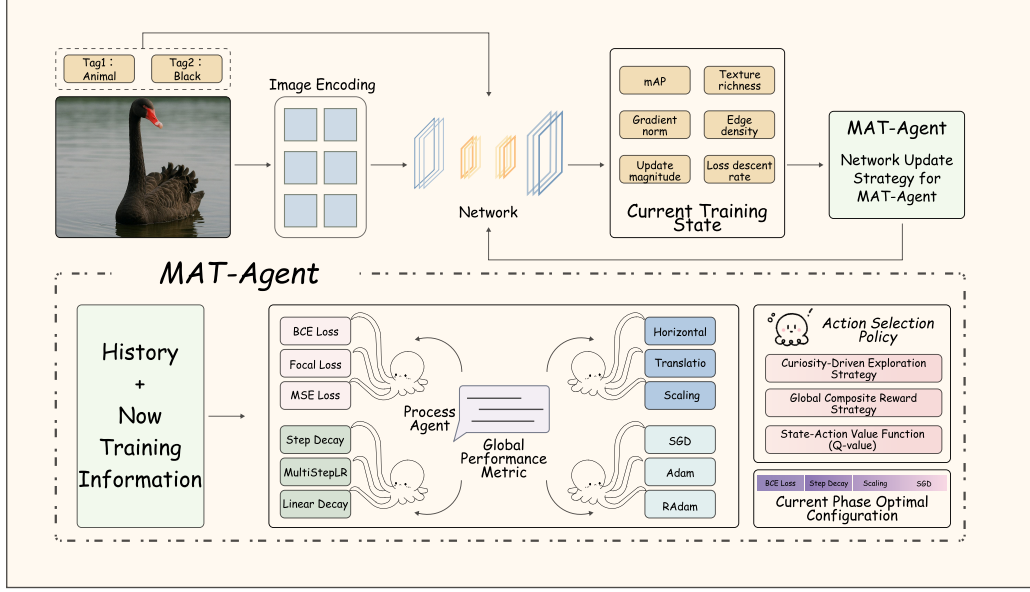 Tag1：
Animal
Tag2：
Black
Image Encoding
Network
mAP
Texture
richness
Gradient
norm
Edge
density
Update
magnitude
Loss descent
rate
Current Training
State
MAT-Agent
Network Update
Strategy for
MAT-Agent
MAT-Agent
History
+
Now
Training
Information
BCE Loss
Focal Loss
MSE Loss
Step Decay
MultiStepLR
Linear Decay
Process
Agent
Global
Performance
Metric
Horizontal
Translatio
Scaling
SGD
Adam
RAdam
Action Selection
Policy
Curiosity-Driven Exploration
Strategy
Global Composite Reward
Strategy
State-Action Value Function
(Q-value)
BCE Loss Step Decay Scaling SGD
Current Phase Optimal
Configuration